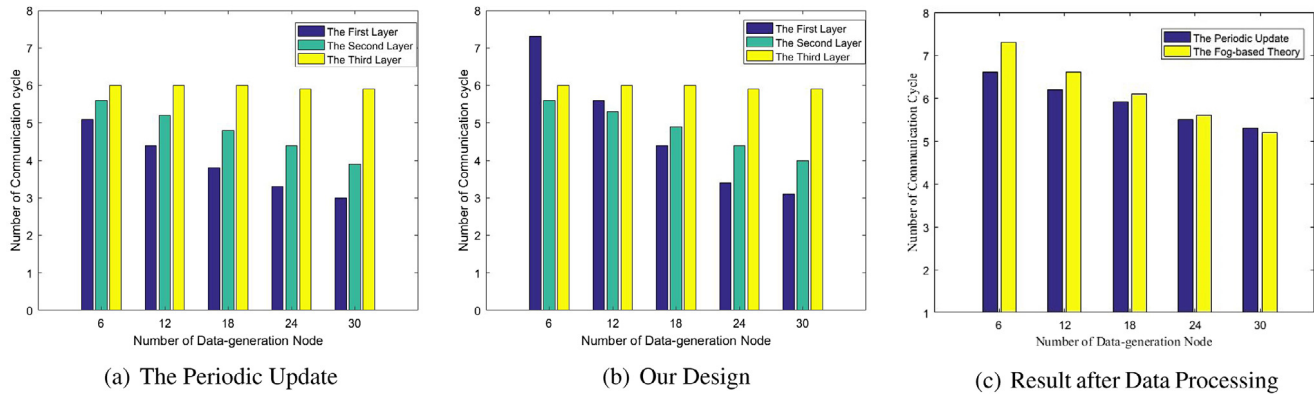 8
7
6
5
4
3
2
1
0
Number of Communication cycle
The First Layer
The Second Layer
The Third Layer
6 12 18 24 30
Number of Data-generation Node
(a) The Periodic Update
8
7
6
5
4
3
2
1
0
Number of Communication cycle
The First Layer
The Second Layer
The Third Layer
6 12 18 24 30
Number of Data-generation Node
(b) Our Design
8
7
6
5
4
3
2
1
Number of Communication Cycle
The Periodic Update
The Fog-based Theory
6 12 18 24 30
Number of Data-generation Node
(c) Result after Data Processing